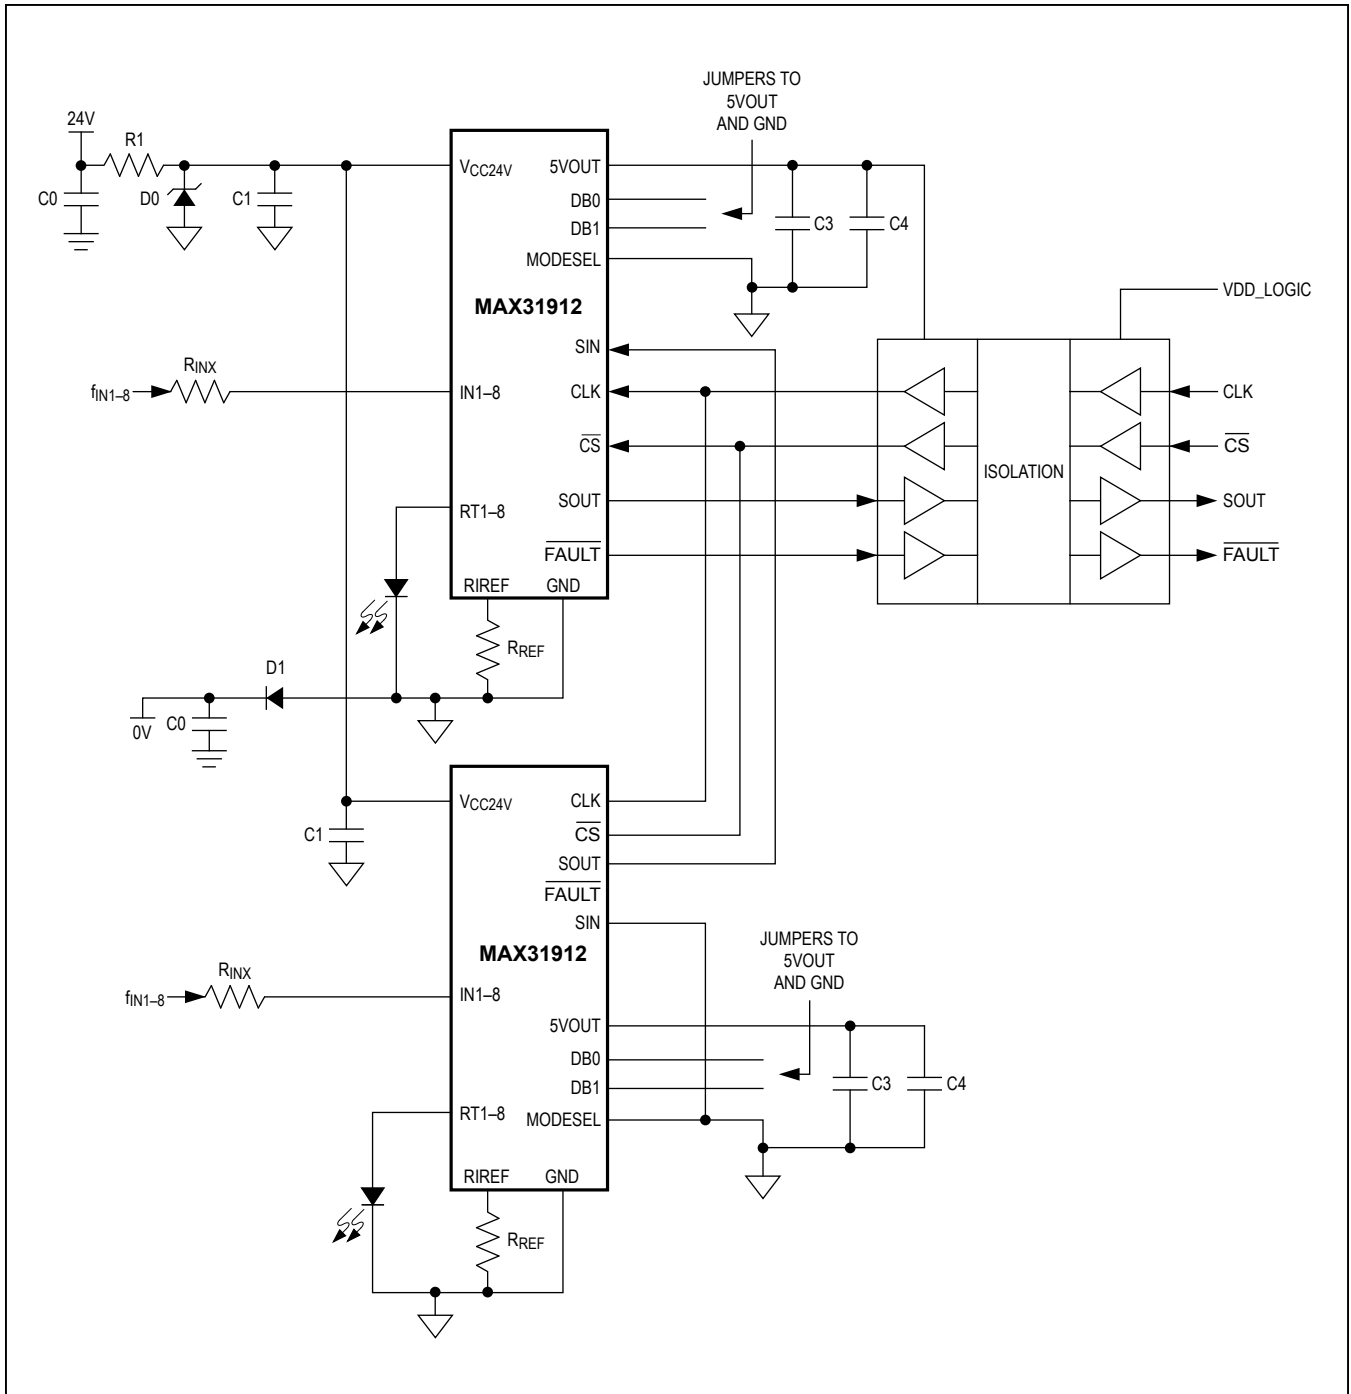 JUMPERS TO
5VOUT
AND GND
24V
R1
C0
D0
C1
VCC24V
5VOUT
DB0
DB1
MODESEL
C3
C4
MAX31912
VDD_LOGIC
SIN
RINX
fIN1–8
IN1–8
CLK
CS
SOUT
FAULT
RT1–8
RIREF
GND
RREF
ISOLATION
CLK
CS
SOUT
FAULT
D1
0V
C0
VCC24V
C1
CLK
CS
SOUT
FAULT
SIN
MAX31912
RINX
fIN1–8
IN1–8
JUMPERS TO
5VOUT
AND GND
5VOUT
DB0
DB1
MODESEL
C3
C4
RT1–8
RIREF
GND
RREF